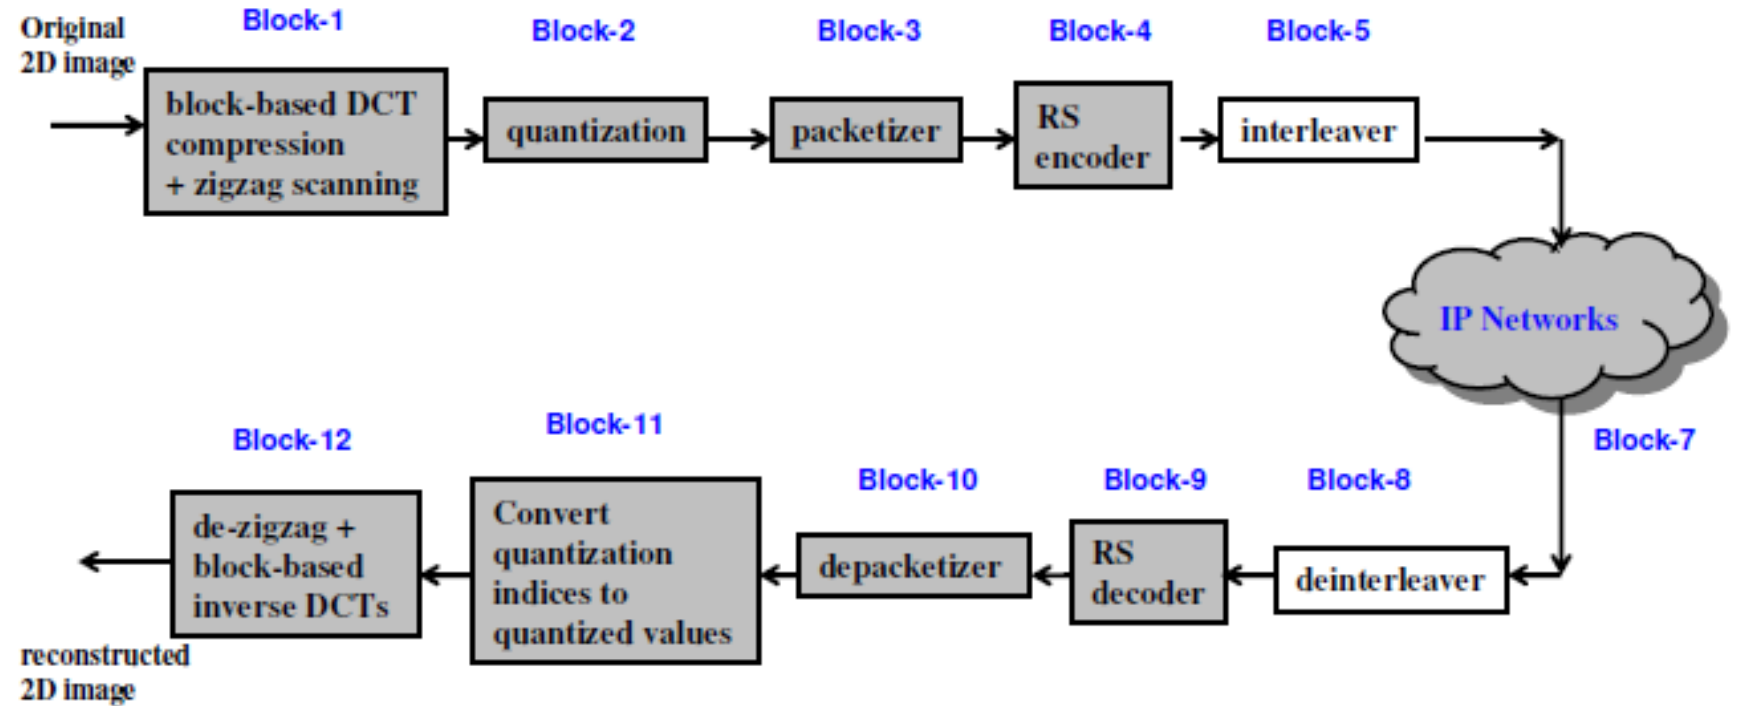 Original
2D image
Block-1
block-based DCT
compression
+ zigzag scanning
Block-2
quantization
Block-3
packetizer
Block-4
RS
encoder
Block-5
interleaver
IP Networks
Block-7
Block-8
deinterleaver
Block-9
RS
decoder
Block-10
depacketizer
Block-11
Convert
quantization
indices to
quantized values
Block-12
de-zigzag +
block-based
inverse DCTs
reconstructed
2D image